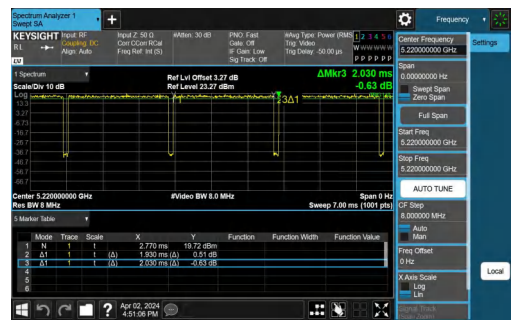 Spectrum Analyzer 1
Swept SA
Frequency
KEYSIGHT Input: RF
Coupling: DC
Align: Auto
RL
LV
Input Z: 50 Ω
Corr CCorr RCal
Freq Ref: Int (S)
#Atten: 30 dB
PNO: Fast
Gate: Off
IF Gain: Low
Sig Track: Off
#Avg Type: Power (RMS
Trig: Video
Trig Delay: -50.00 µs
1 2 3 4 5 6
W W W W W W
P P P P P P
Center Frequency
5.220000000 GHz
Settings
Span
0.00000000 Hz
Swept Span
Zero Span
Full Span
Start Freq
5.220000000 GHz
Stop Freq
5.220000000 GHz
AUTO TUNE
CF Step
8.000000 MHz
Auto
Man
Freq Offset
0 Hz
X Axis Scale
Log
Lin
Signal Track
Local
1 Spectrum
Scale/Div 10 dB
Ref Lvl Offset 3.27 dB
Ref Level 23.27 dBm
ΔMkr3 2.030 ms
-0.63 dB
Log
13.3
3.27
-6.73
-16.7
-26.7
-36.7
-46.7
-56.7
-66.7
3Δ1
Center 5.220000000 GHz
Res BW 8 MHz
#Video BW 8.0 MHz
Span 0 Hz
Sweep 7.00 ms (1001 pts)
5 Marker Table
Mode Trace Scale X Y Function Function Width Function Value
1 N 1 t 2.770 ms 19.72 dBm
2 Δ1 1 t (Δ) 1.930 ms (Δ) 0.51 dB
3 Δ1 1 t (Δ) 2.030 ms (Δ) -0.63 dB
4
5
6
?
Apr 02, 2024
4:51:06 PM